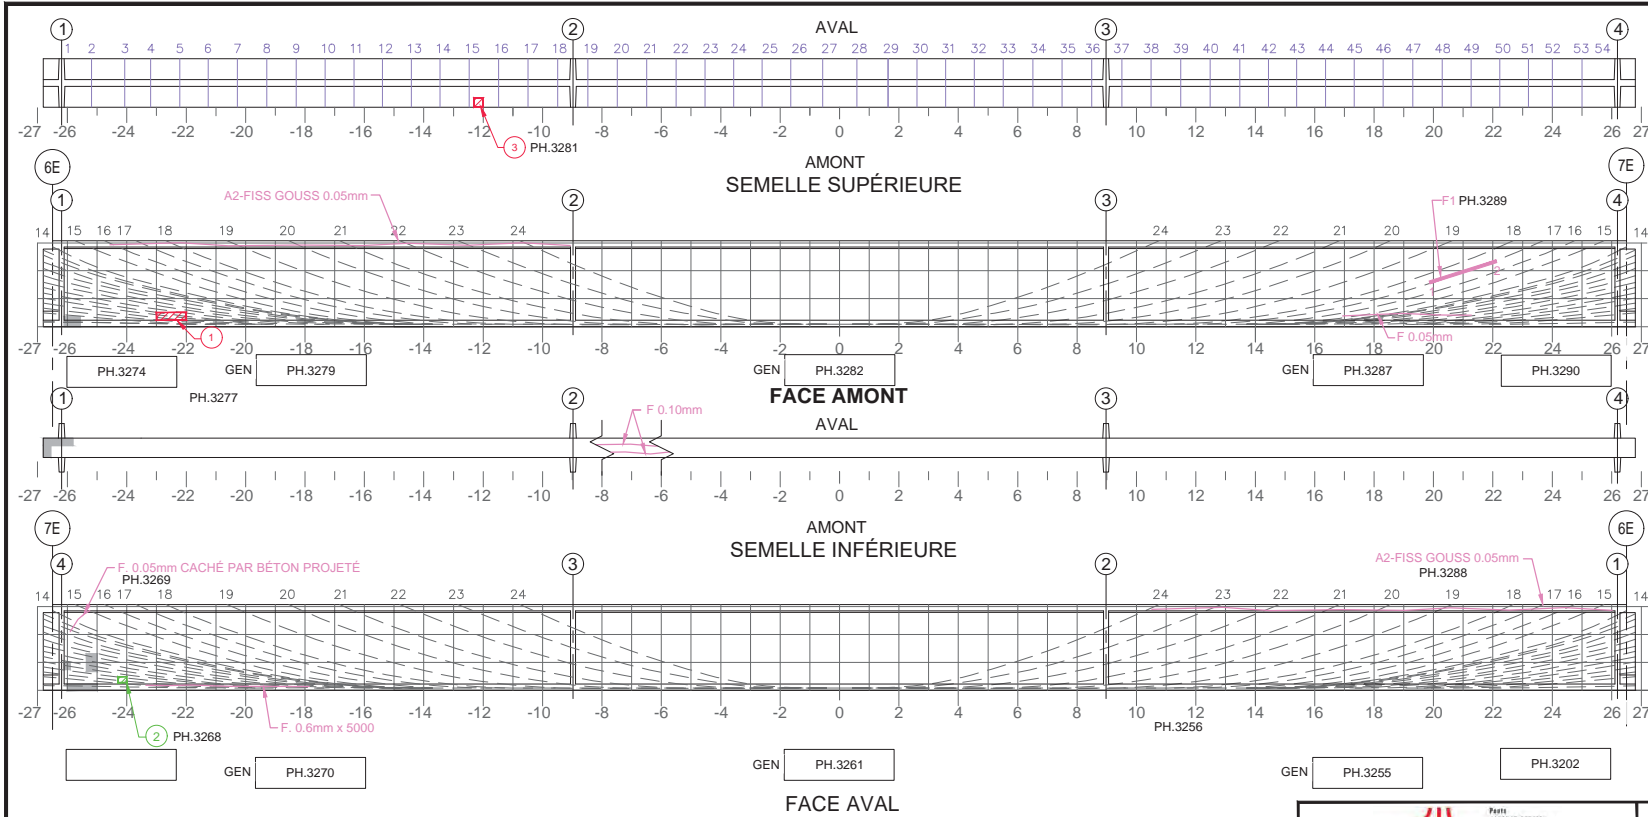 AVAL
1 2 3 4
1 2 3 4 5 6 7 8 9 10 11 12 13 14 15 16 17 18 19 20 21 22 23 24 25 26 27 28 29 30 31 32 33 34 35 36 37 38 39 40 41 42 43 44 45 46 47 48 49 50 51 52 53 54
-27 -26 -24 -22 -20 -18 -16 -14 -12 -10 -8 -6 -4 -2 0 2 4 6 8 10 12 14 16 18 20 22 24 26 27
3 PH.3281
AMONT
SEMELLE SUPÉRIEURE
6E 7E
1 2 3 4
A2-FISS GOUSS 0.05mm
F1 PH.3289
14 15 16 17 18 19 20 21 22 23 24 24 23 22 21 20 19 18 17 16 15 14
2
1
1
F 0.05mm
-27 -26 -24 -22 -20 -18 -16 -14 -12 -10 -8 -6 -4 -2 0 2 4 6 8 10 12 14 16 18 20 22 24 26 27
PH.3274 GEN PH.3279 GEN PH.3282 GEN PH.3287 PH.3290
PH.3277
FACE AMONT
1 2 3 4
AVAL
F 0.10mm
-27 -26 -24 -22 -20 -18 -16 -14 -12 -10 -8 -6 -4 -2 0 2 4 6 8 10 12 14 16 18 20 22 24 26 27
AMONT
SEMELLE INFÉRIEURE
7E 6E
4 3 2 1
F. 0.05mm CACHÉ PAR BÉTON PROJETÉ
PH.3269
A2-FISS GOUSS 0.05mm
PH.3288
14 15 16 17 18 19 20 21 22 23 24 24 23 22 21 20 19 18 17 16 15 14
-27 -26 -24 -22 -20 -18 -16 -14 -12 -10 -8 -6 -4 -2 0 2 4 6 8 10 12 14 16 18 20 22 24 26 27
F. 0.6mm x 5000
2 PH.3268
PH.3256
GEN PH.3270 GEN PH.3261 GEN PH.3255 PH.3202
FACE AVAL
Ponts